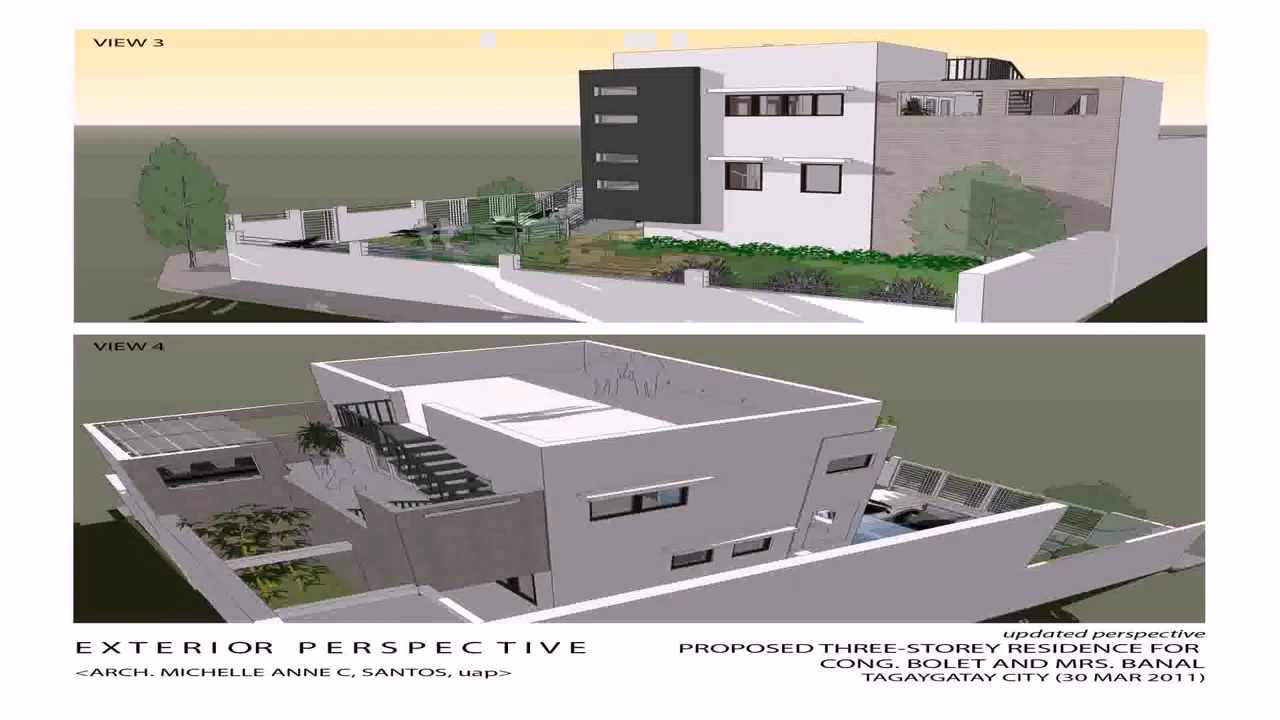 VIEW 3
VIEW 4
EXTERIOR PERSPECTIVE
<ARCH. MICHELLE ANNE C, SANTOS, uap>
updated perspective
PROPOSED THREE-STOREY RESIDENCE FOR
CONG. BOLET AND MRS. BANAL
TAGAYGATAY CITY (30 MAR 2011)